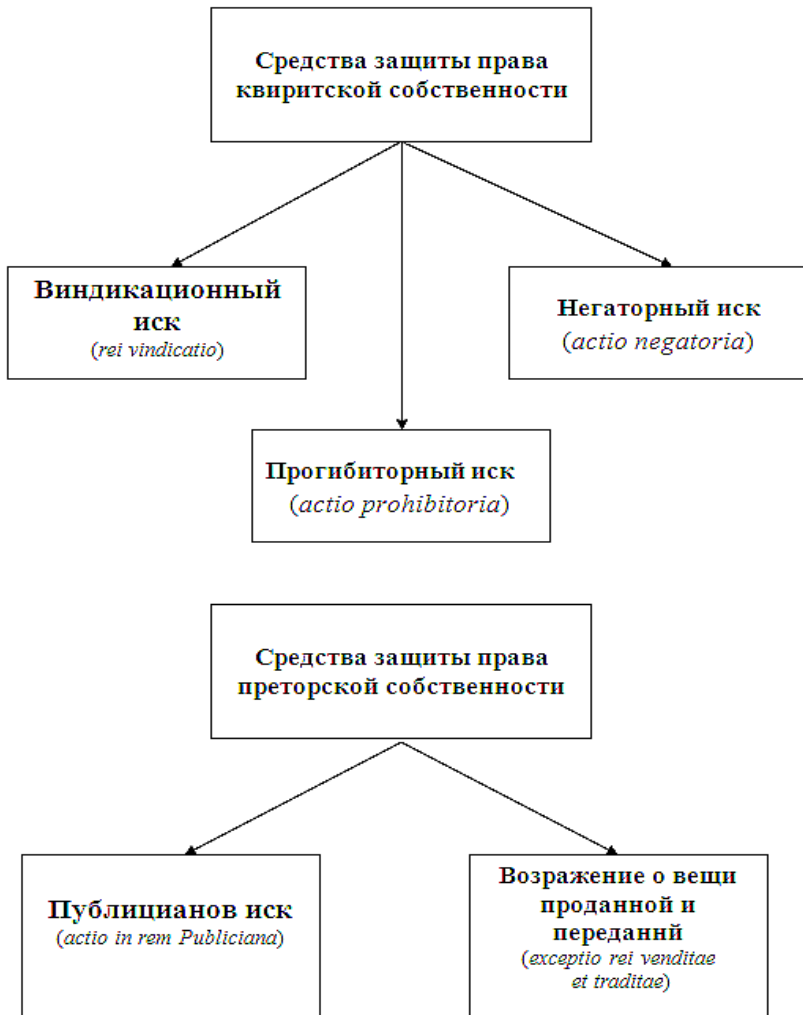 Средства защиты права
квиритской собственности
Виндикационный
иск
(rei vindicatio)
Негаторный иск
(actio negatoria)
Прогибиторный иск
(actio prohibitoria)
Средства защиты права
преторской собственности
Публицианов иск
(actio in rem Publiciana)
Возражение о вещи
проданной и
переданнй
(exceptio rei venditae
et traditae)